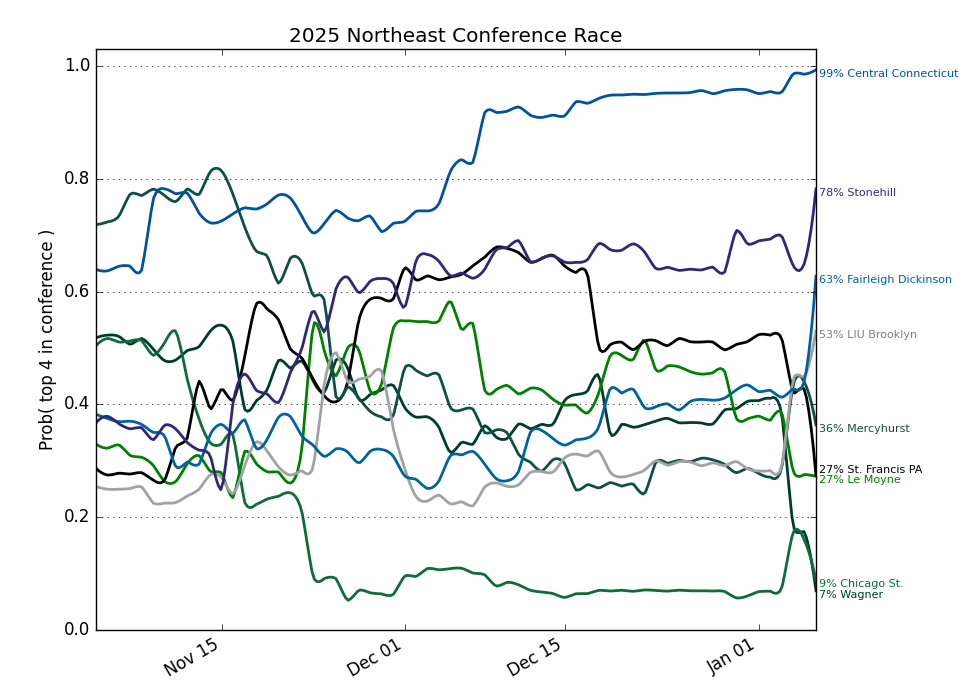 2025 Northeast Conference Race
Prob( top 4 in conference )
1.0
0.8
0.6
0.4
0.2
0.0
Nov 15
Dec 01
Dec 15
Jan 01
99% Central Connecticut
78% Stonehill
63% Fairleigh Dickinson
53% LIU Brooklyn
36% Mercyhurst
27% St. Francis PA
27% Le Moyne
9% Chicago St.
7% Wagner